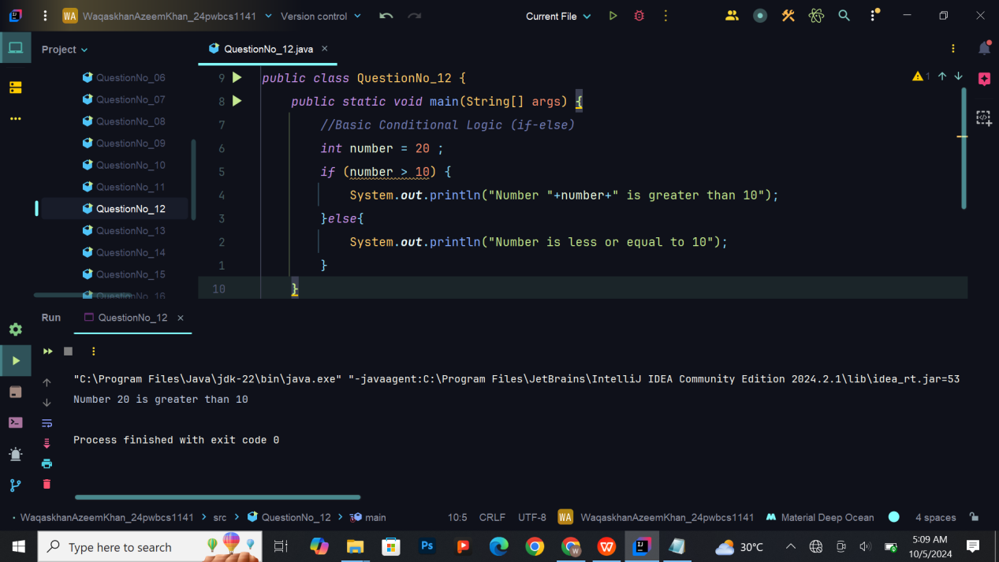 WA WaqaskhanAzeemKhan_24pwbcs1141 Version control Current File
Project
QuestionNo_12.java
QuestionNo_06
QuestionNo_07
QuestionNo_08
QuestionNo_09
QuestionNo_10
QuestionNo_11
QuestionNo_12
QuestionNo_13
QuestionNo_14
QuestionNo_15
QuestionNo_16
9 public class QuestionNo_12 {
1
8 public static void main(String[] args) {
7 //Basic Conditional Logic (if-else)
6 int number = 20 ;
5 if (number > 10) {
4 System.out.println("Number "+number+" is greater than 10");
3 }else{
2 System.out.println("Number is less or equal to 10");
1 }
10 }
Run QuestionNo_12
"C:\Program Files\Java\jdk-22\bin\java.exe" "-javaagent:C:\Program Files\JetBrains\IntelliJ IDEA Community Edition 2024.2.1\lib\idea_rt.jar=53
Number 20 is greater than 10
Process finished with exit code 0
WaqaskhanAzeemKhan_24pwbcs1141 > src > QuestionNo_12 > main 10:5 CRLF UTF-8 WA WaqaskhanAzeemKhan_24pwbcs1141 Material Deep Ocean 4 spaces
Type here to search Ps W W 30°C 5:09 AM
10/5/2024